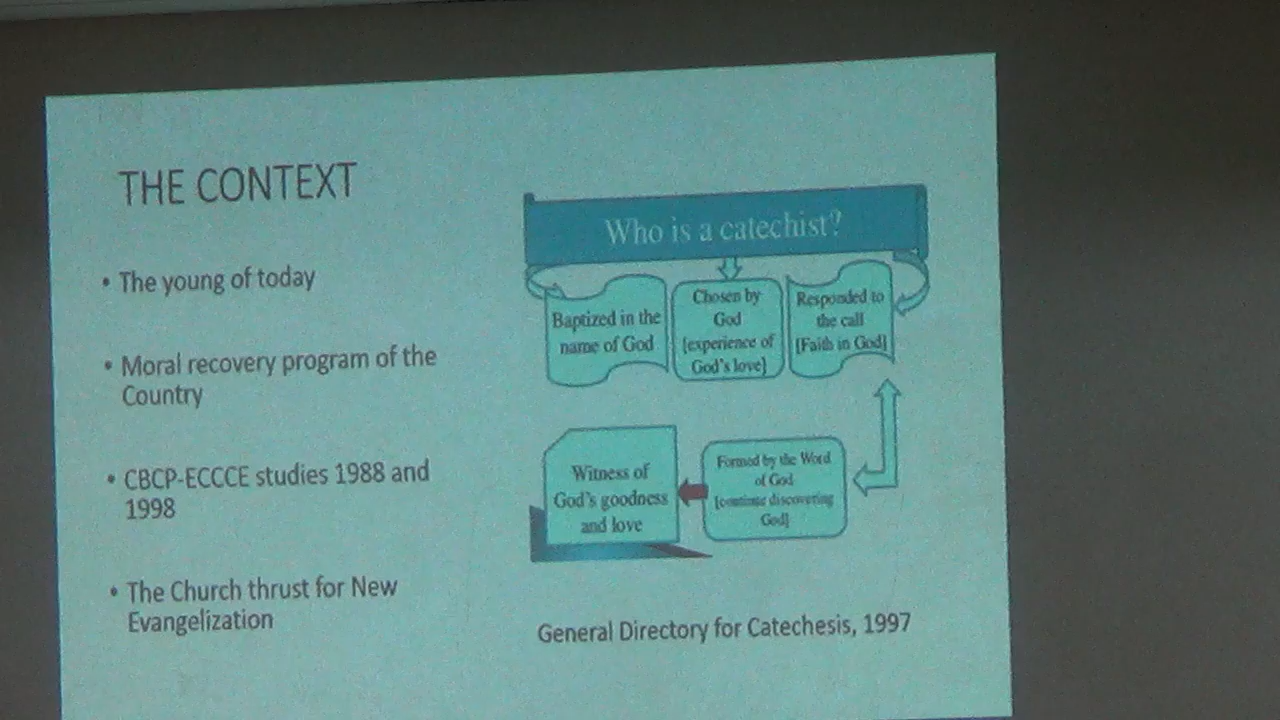 THE CONTEXT
• The young of today
• Moral recovery program of the
Country
• CBCP-ECCCE studies 1988 and
1998
• The Church thrust for New
Evangelization
Who is a catechist?
Baptized in the
name of God
Chosen by
God
[experience of
God's love]
Responded to
the call
[Faith in God]
Formed by the Word
of God
[continue discovering
God]
Witness of
God's goodness
and love
General Directory for Catechesis, 1997